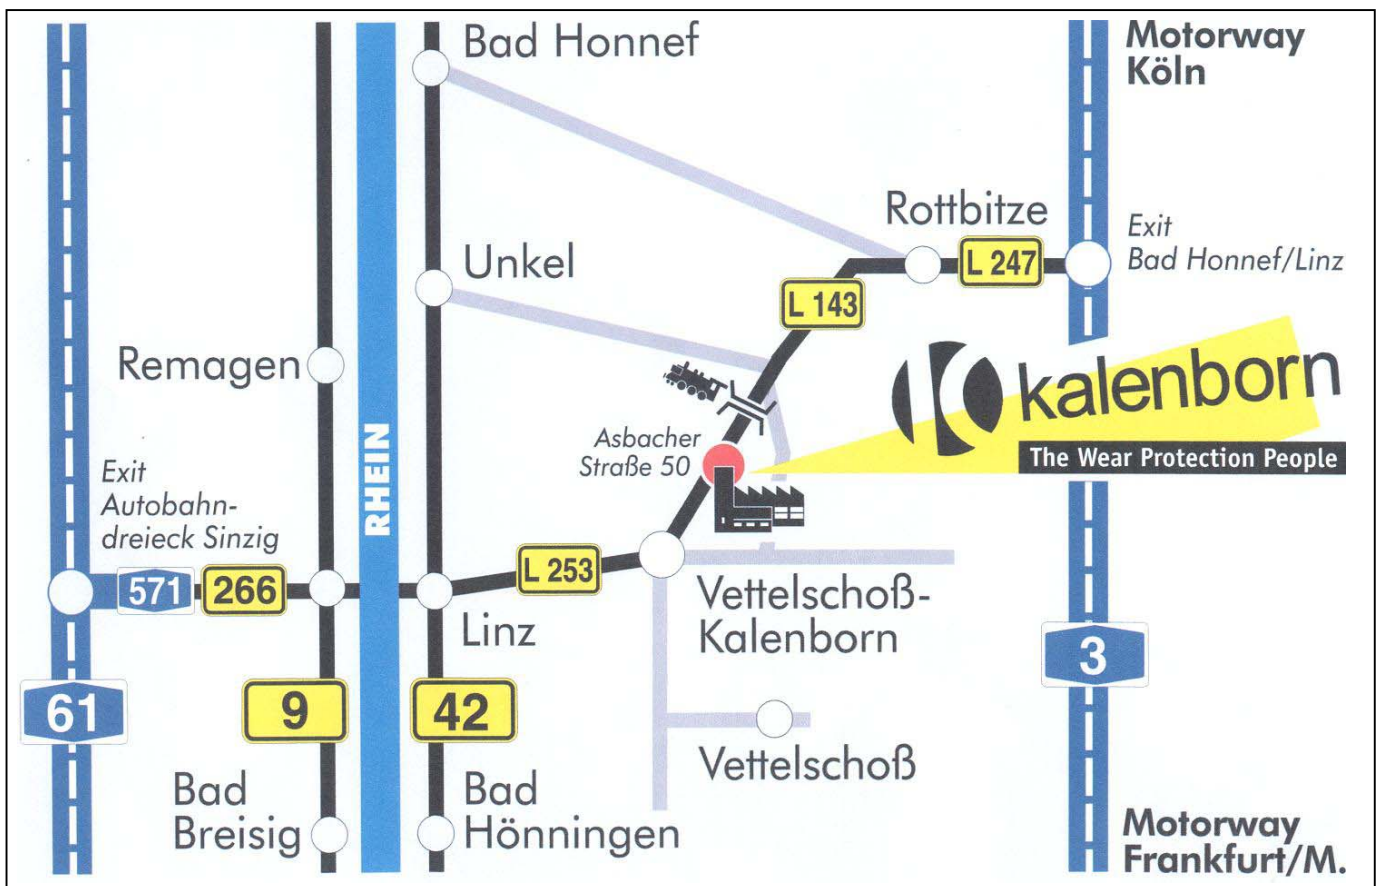 Bad Honnef
Motorway
Köln
Rottbitze
Exit
Bad Honnef/Linz
L 247
Unkel
L 143
Remagen
kalenborn
The Wear Protection People
Asbacher
Straße 50
RHEIN
Exit
Autobahn-
dreieck Sinzig
571
266
L 253
Linz
Vettelschoß-
Kalenborn
3
61
9
42
Vettelschoß
Bad
Breisig
Bad
Hönningen
Motorway
Frankfurt/M.